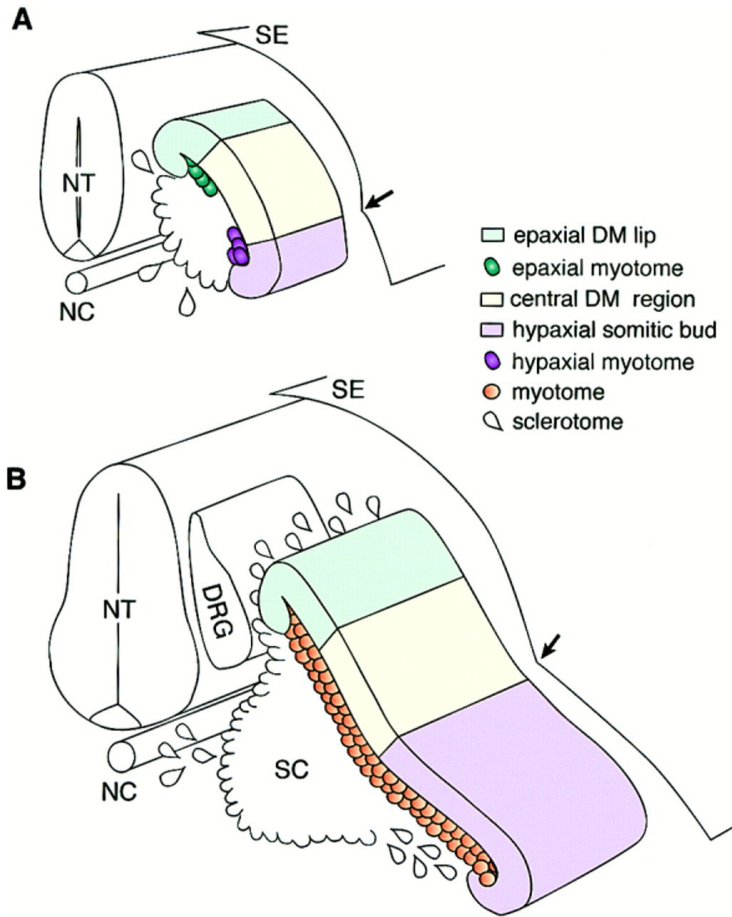 A
SE
NT
NC
epaxial DM lip
epaxial myotome
central DM region
hypaxial somitic bud
hypaxial myotome
myotome
sclerotome
B
SE
NT
DRG
SC
NC